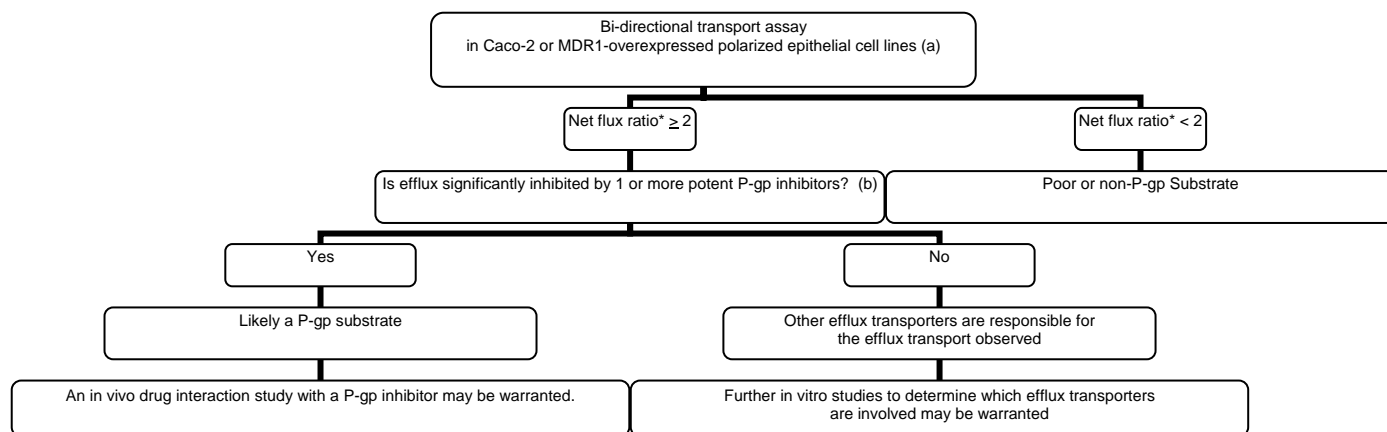 Bi-directional transport assay
in Caco-2 or MDR1-overexpressed polarized epithelial cell lines (a)
Net flux ratio* ≥ 2
Net flux ratio* < 2
Is efflux significantly inhibited by 1 or more potent P-gp inhibitors? (b)
Poor or non-P-gp Substrate
Yes
No
Likely a P-gp substrate
Other efflux transporters are responsible for
the efflux transport observed
An in vivo drug interaction study with a P-gp inhibitor may be warranted.
Further in vitro studies to determine which efflux transporters
are involved may be warranted